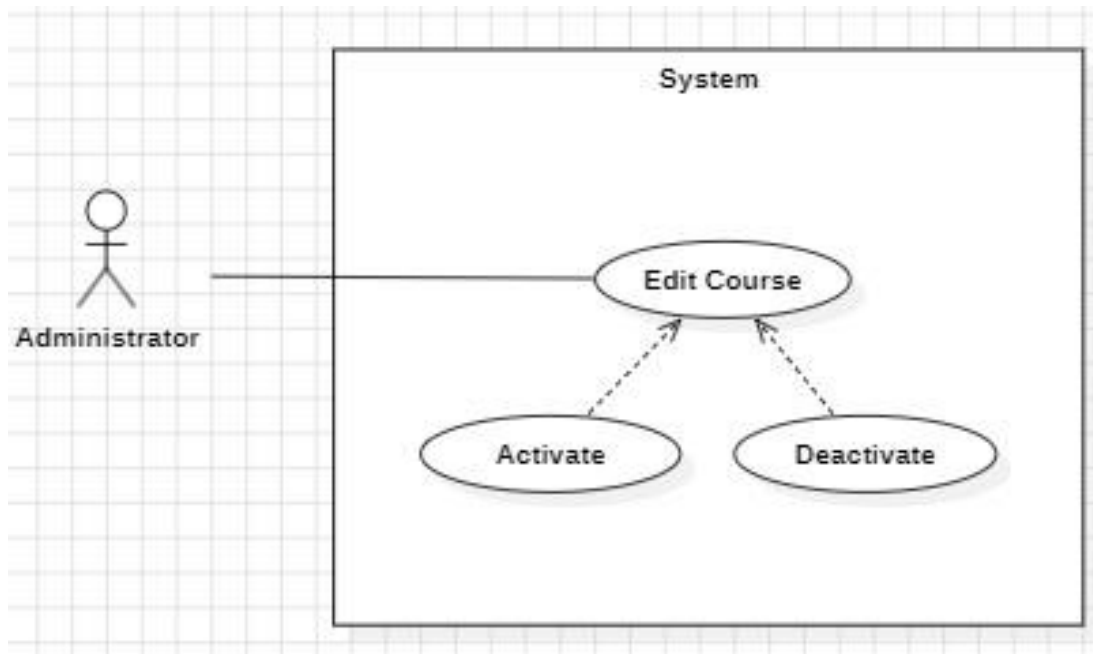 System
Administrator
Edit Course
Activate
Deactivate